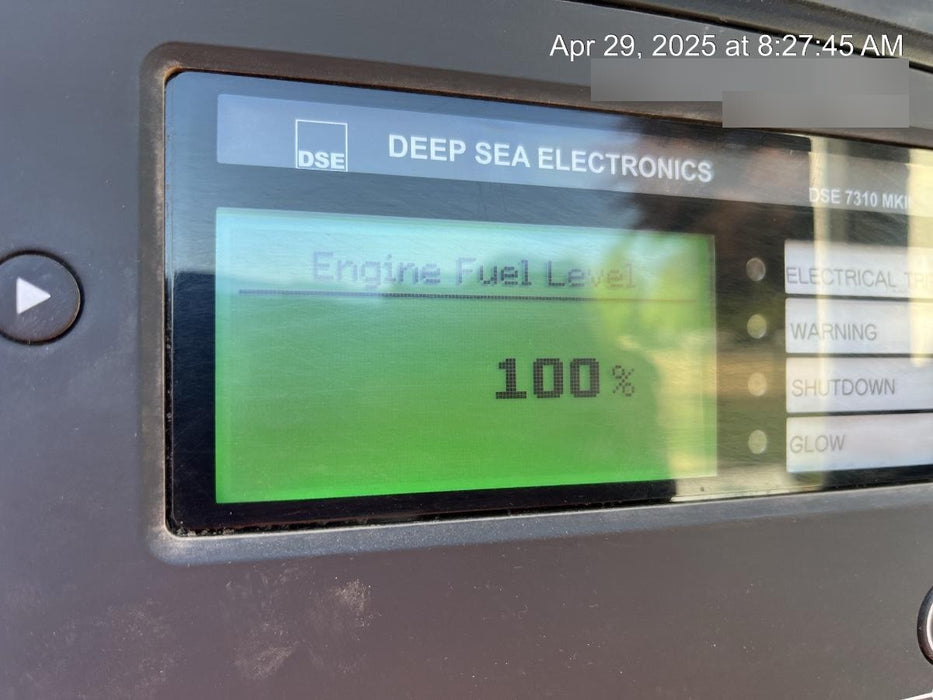 Apr 29, 2025 at 8:27:45 AM
DSE
DEEP SEA ELECTRONICS
DSE 7310
Engine Fuel Level
100%
ELECTRICAL
WARNING
SHUTDOWN
GLOW